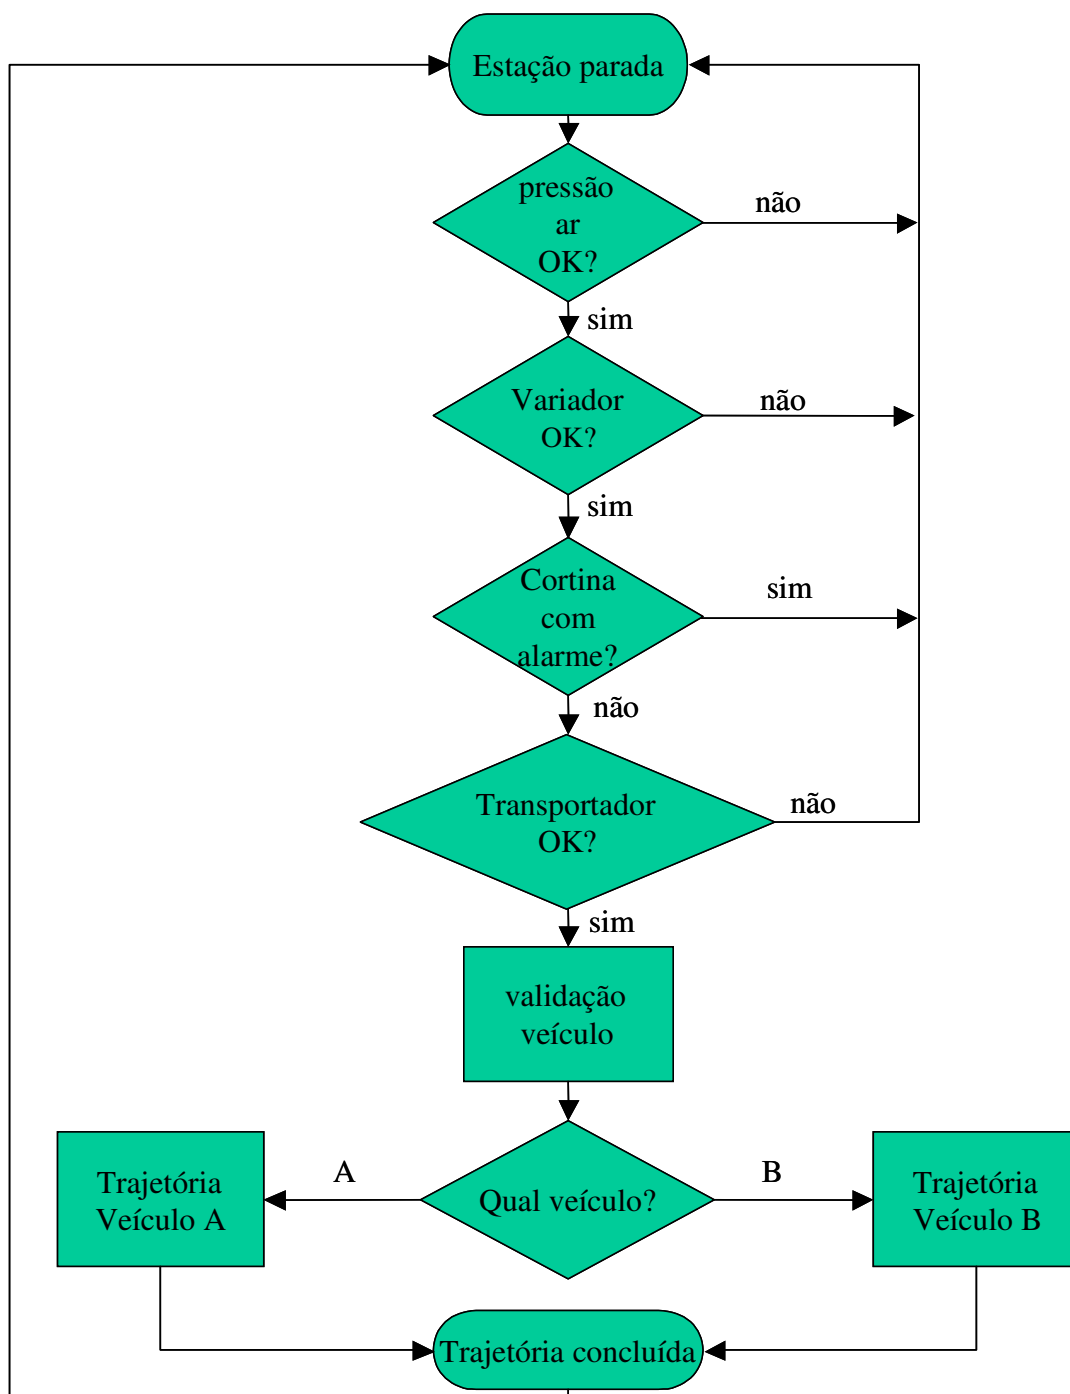 Estação parada
pressão
ar
OK?
não
sim
Variador
OK?
não
sim
Cortina
com
alarme?
sim
não
Transportador
OK?
não
sim
validação
veículo
A
B
Trajetória
Veículo A
Qual veículo?
Trajetória
Veículo B
Trajetória concluída